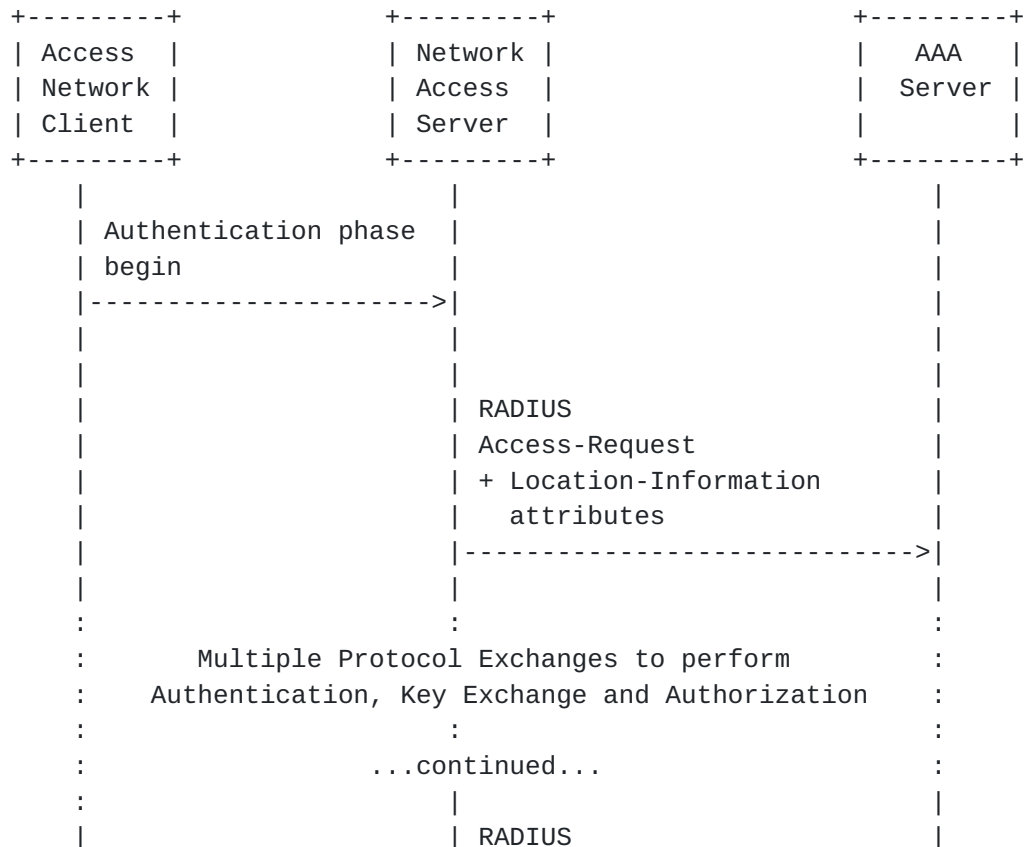 +---------+             +---------+                   +---------+
| Access  |             | Network |                   |   AAA   |
| Network |             | Access  |                   |  Server |
| Client  |             | Server  |                   |         |
+---------+             +---------+                   +---------+
    |                       |                              |
    | Authentication phase  |                              |
    | begin                 |                              |
    |---------------------->|                              |
    |                       |                              |
    |                       |                              |
    |                       | RADIUS                       |
    |                       | Access-Request               |
    |                       | + Location-Information       |
    |                       |   attributes                 |
    |                       |----------------------------->|
    |                       |                              |
    :                       :                              :
    :       Multiple Protocol Exchanges to perform         :
    :    Authentication, Key Exchange and Authorization    :
    :                       :                              :
    :                  ...continued...                     :
    :                       |                              |
    |                       | RADIUS                       |